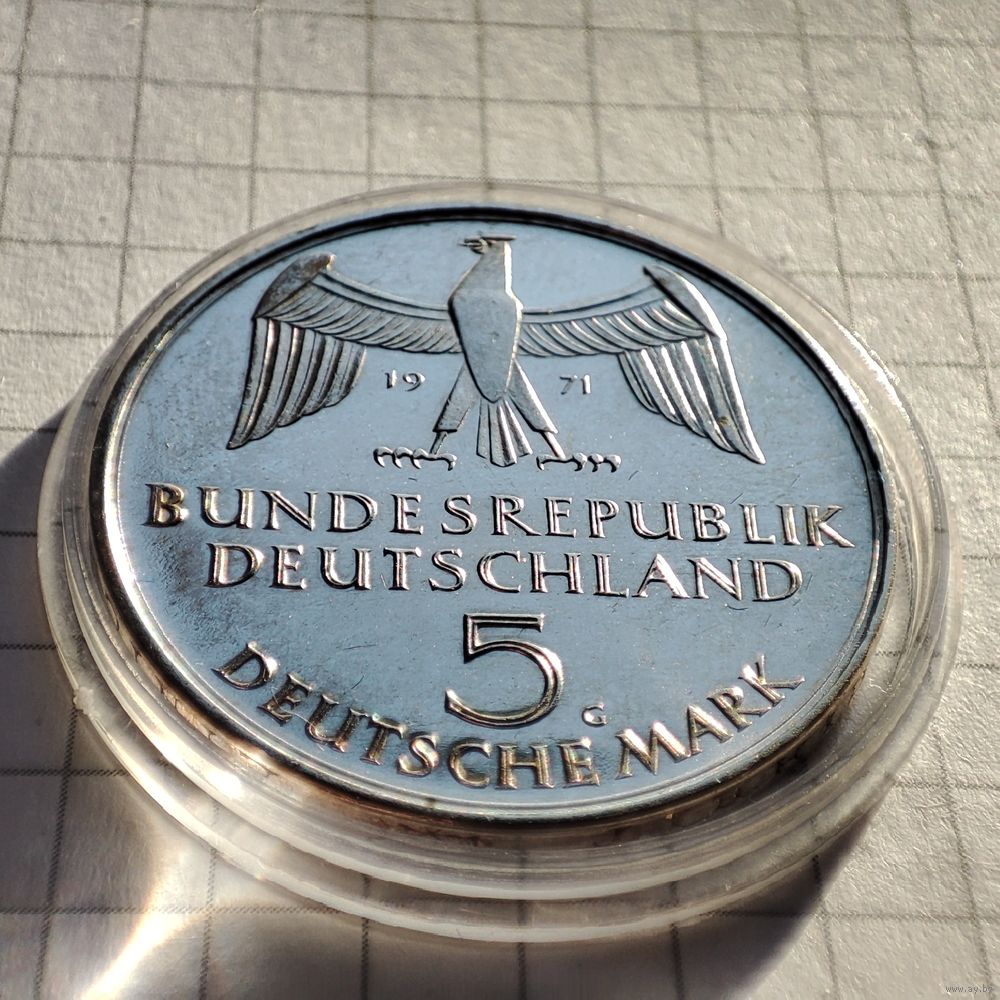 19 71
BUNDESREPUBLIK
DEUTSCHLAND
5
G
DEUTSCHE MARK
www.ay.by